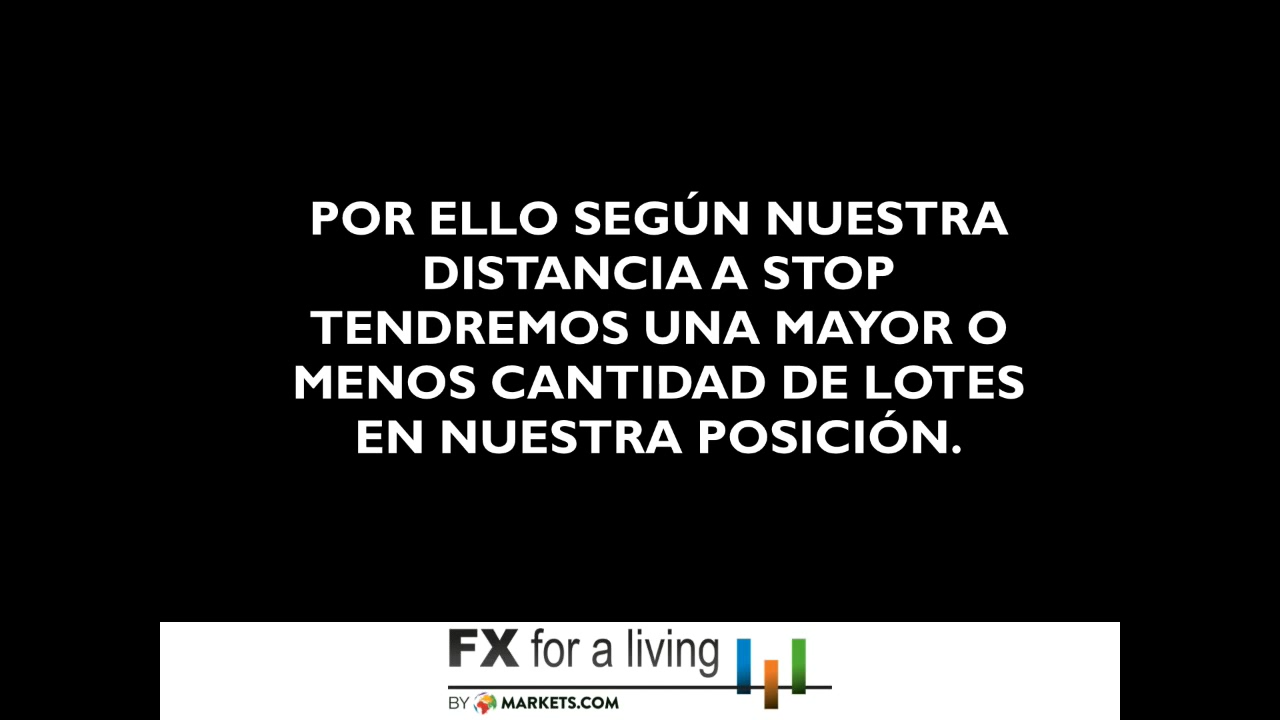 POR ELLO SEGÚN NUESTRA
DISTANCIA A STOP
TENDREMOS UNA MAYOR O
MENOS CANTIDAD DE LOTES
EN NUESTRA POSICIÓN.
FX for a living
BY MARKETS.COM